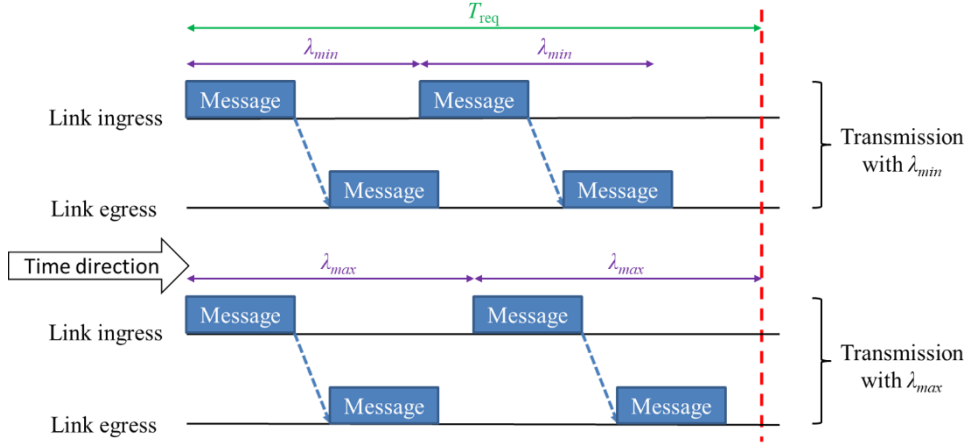 T_req
λ_min λ_min
Message Message
Link ingress
Transmission
with λ_min
Message Message
Link egress
Time direction
λ_max λ_max
Message Message
Link ingress
Transmission
with λ_max
Message Message
Link egress